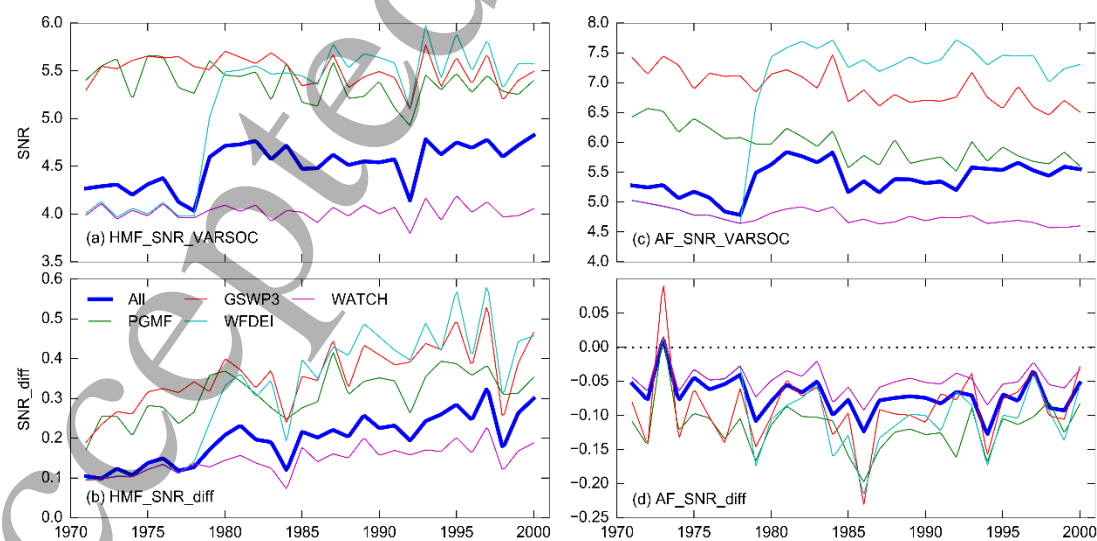 6.0
5.5
5.0
4.5
4.0
3.5
SNR
(a) HMF_SNR_VARSOC
8.0
7.5
7.0
6.5
6.0
5.5
5.0
4.5
4.0
(c) AF_SNR_VARSOC
0.6
0.5
0.4
0.3
0.2
0.1
0.0
SNR_diff
All GSWP3 WATCH
PGMF WFDEI
(b) HMF_SNR_diff
1970 1975 1980 1985 1990 1995 2000
0.05
0.00
−0.05
−0.10
−0.15
−0.20
−0.25
(d) AF_SNR_diff
1970 1975 1980 1985 1990 1995 2000
ccepted